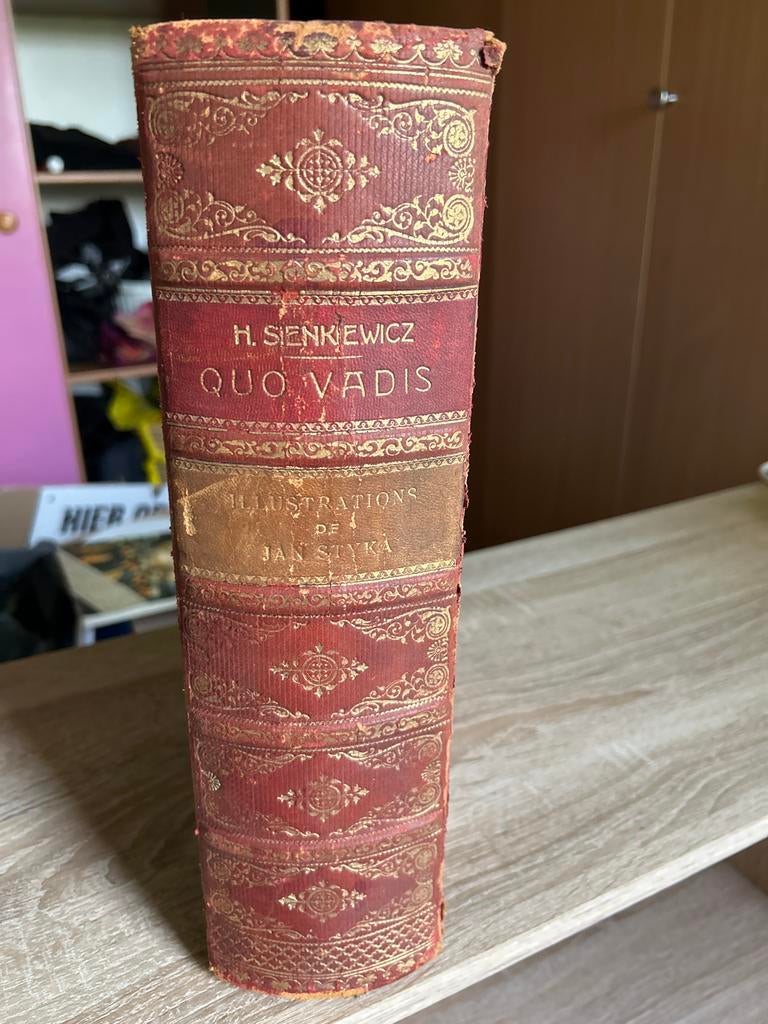 H. SIENKIEWICZ
QUO VADIS
ILLUSTRATIONS
DE
JAN STYKA
HIER